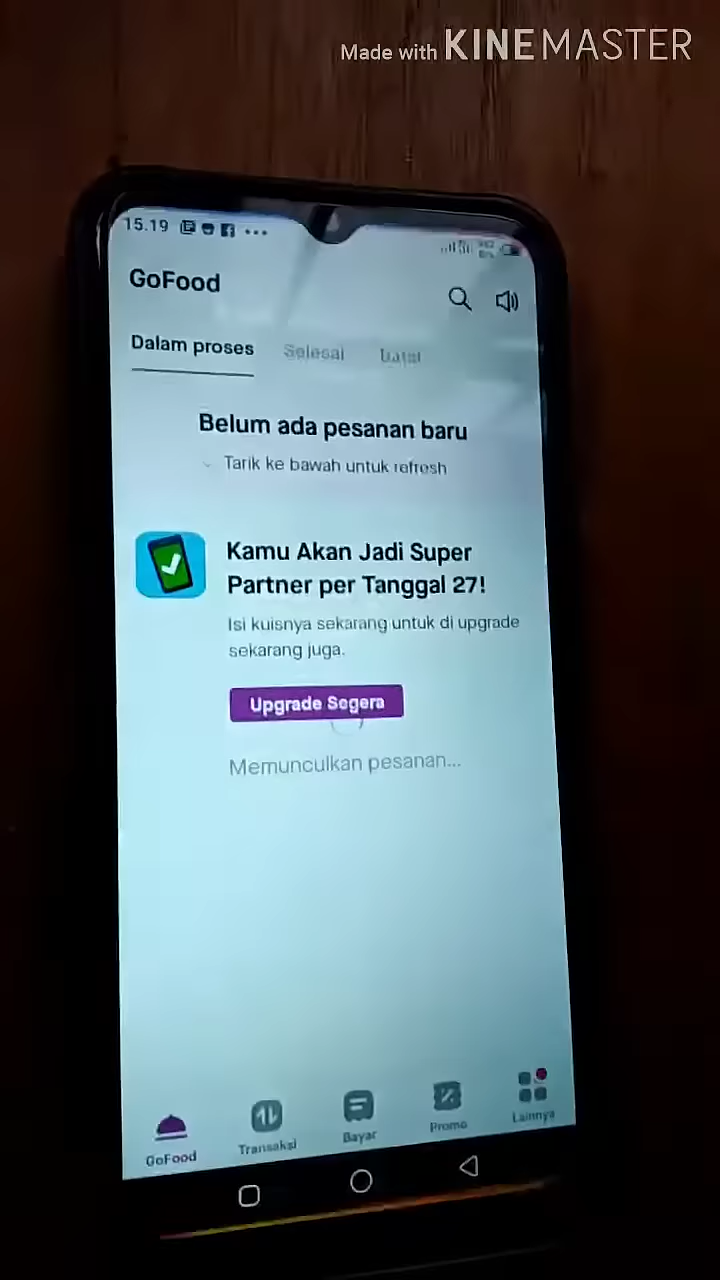 Made with KINEMASTER
15.19
GoFood
Dalam proses Selesai Batal
Belum ada pesanan baru
Tarik ke bawah untuk refresh
Kamu Akan Jadi Super
Partner per Tanggal 27!
Isi kuisnya sekarang untuk di upgrade
sekarang juga.
Upgrade Segera
Memunculkan pesanan...
GoFood Transaksi Bayar Promo Lainnya